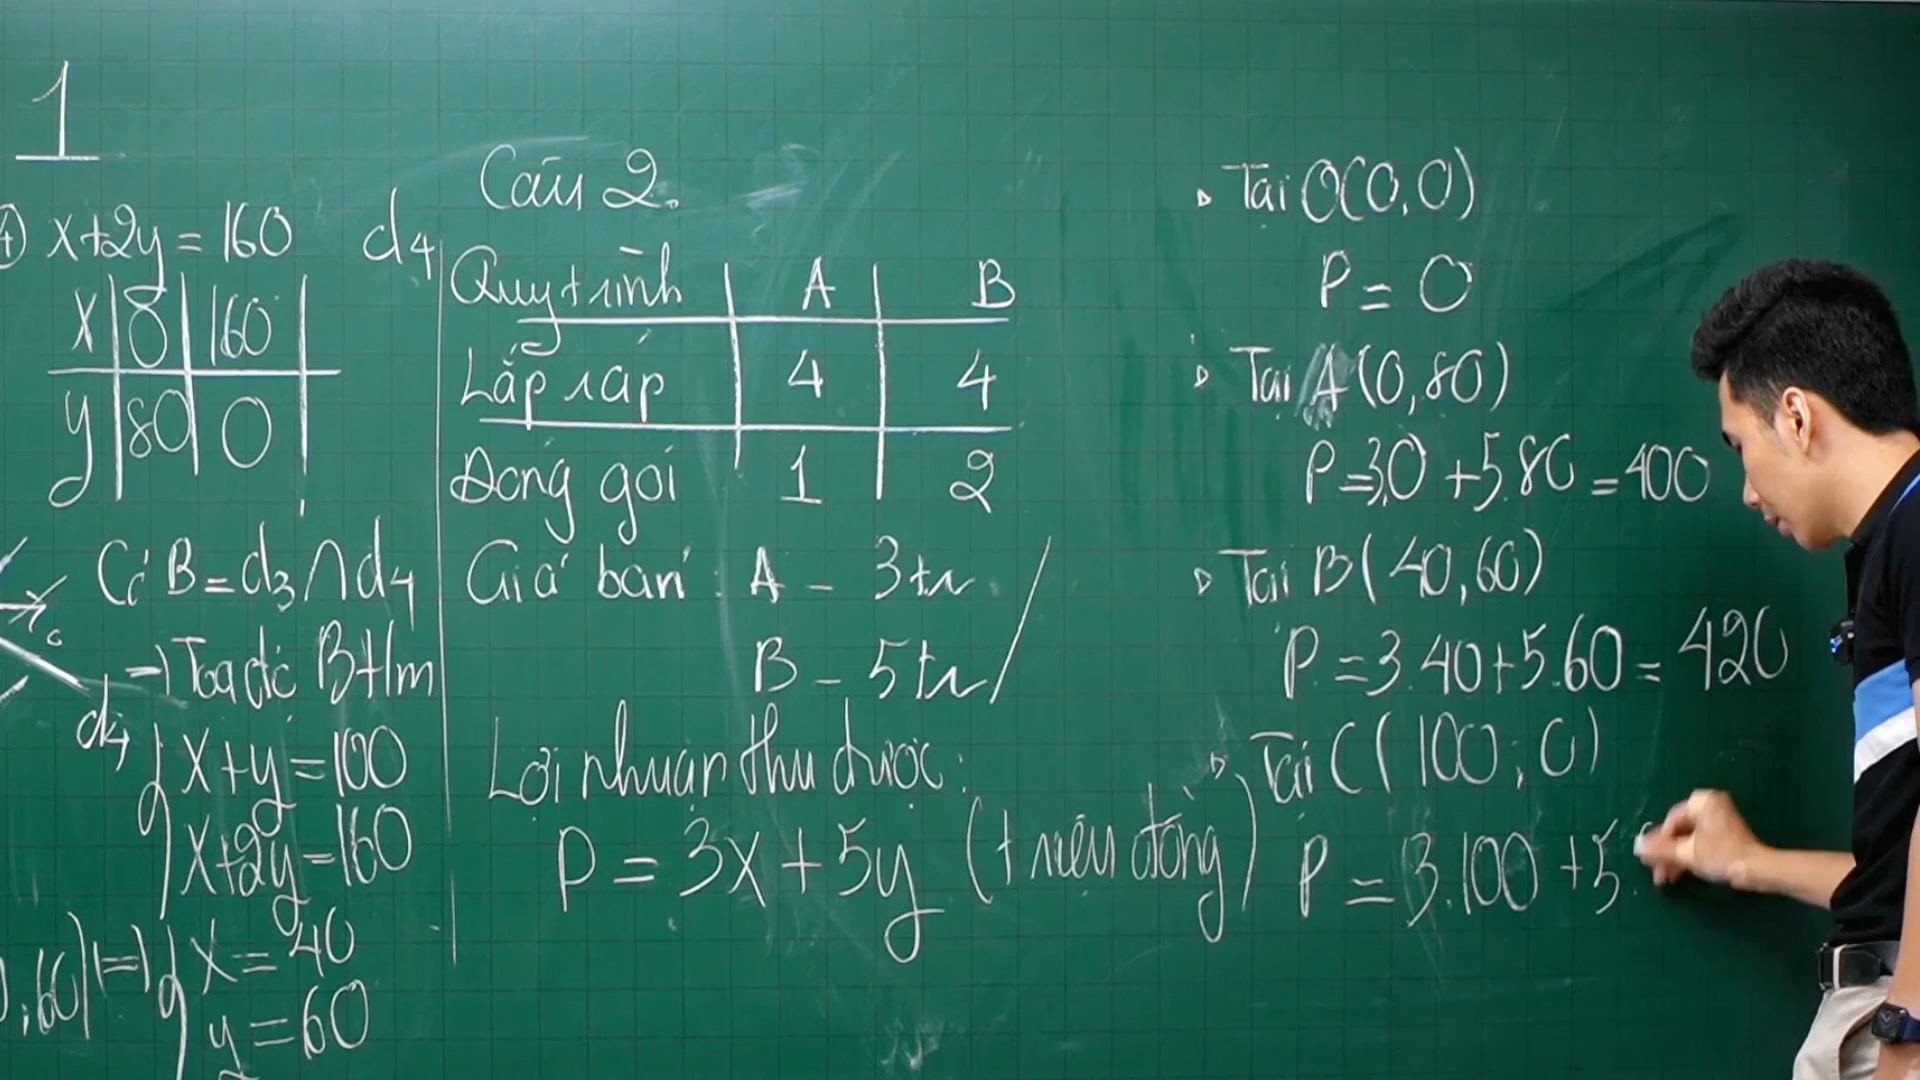 1
④ x+2y = 160 d4
x | 0 | 160
y | 80 | 0
Có B = d3 ∩ d4
→ Toạ độ B t/m
d4
{ x + y = 100
x+2y = 160
,60) (=) { x = 40
y = 60
Câu 2.
Quy trình | A | B
Lắp ráp | 4 | 4
Đóng gói | 1 | 2
Giá bán: A - 3tr
B - 5tr
Lợi nhuận thu được:
P = 3x + 5y (triệu đồng)
▹ Tại O(0,0)
P = 0
▹ Tại A(0,80)
P = 3.0 + 5.80 = 400
▹ Tại B(40,60)
P = 3.40+5.60 = 420
▹ Tại C(100;0)
P = 3.100 + 5.